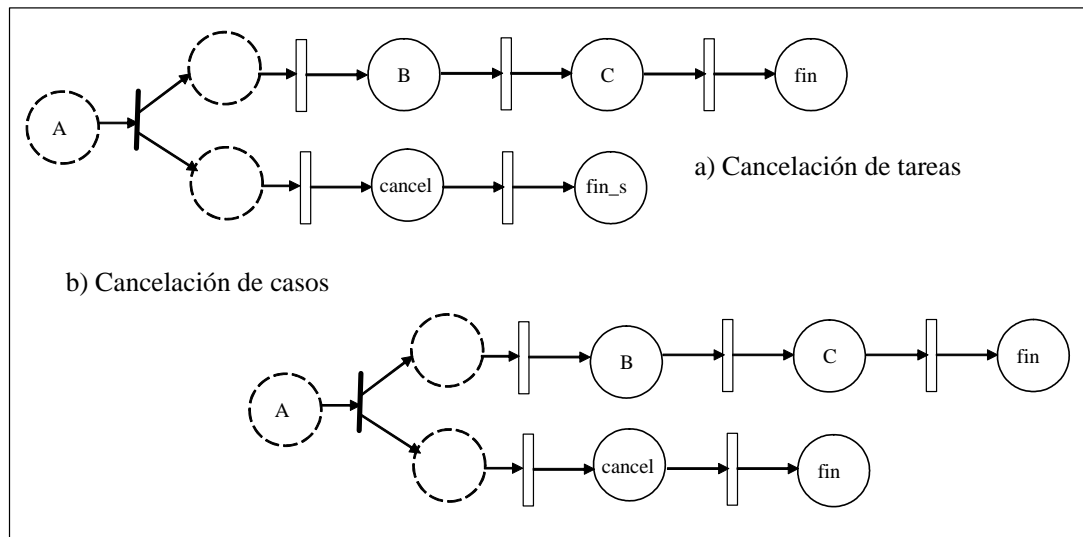 B
C
fin
A
a) Cancelación de tareas
cancel
fin_s
b) Cancelación de casos
B
C
fin
A
cancel
fin